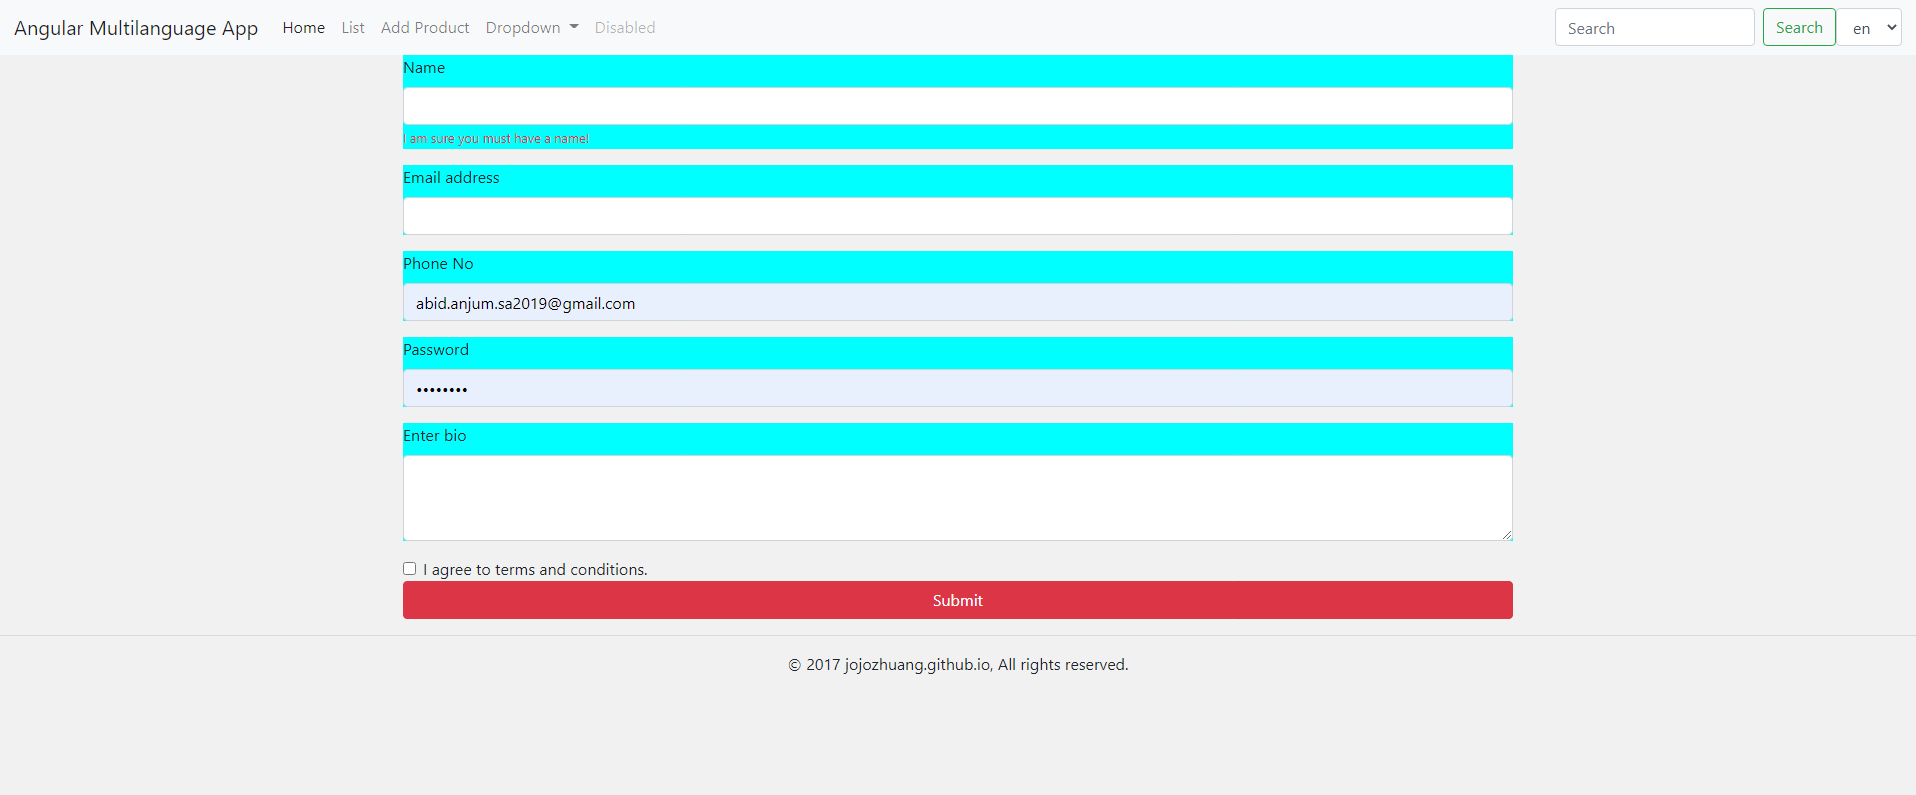 Angular Multilanguage App Home List Add Product Dropdown Disabled Search Search en
Name
I am sure you must have a name!
Email address
Phone No
abid.anjum.sa2019@gmail.com
Password
••••••••
Enter bio
I agree to terms and conditions.
Submit
© 2017 jojozhuang.github.io, All rights reserved.